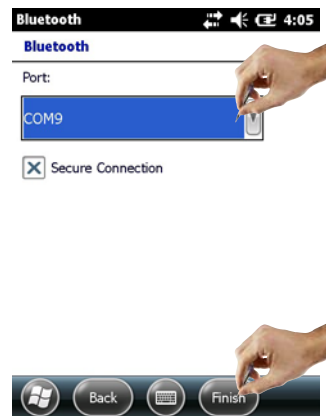 Bluetooth 4:05
Bluetooth
Port:
COM9
Secure Connection
Back Finish